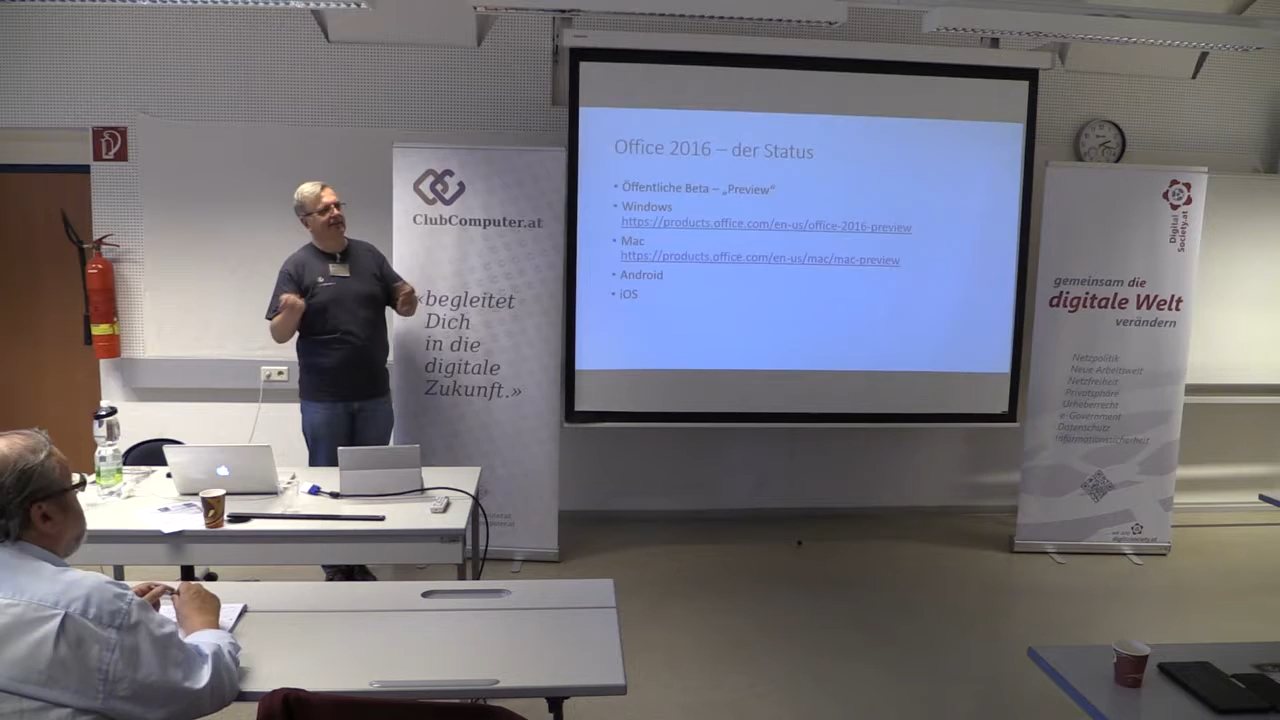 ClubComputer.at
«begleitet
Dich
in die
digitale
Zukunft.»
Office 2016 – der Status
• Öffentliche Beta – „Preview“
• Windows
https://products.office.com/en-us/office-2016-preview
• Mac
https://products.office.com/en-us/mac/mac-preview
• Android
• iOS
Digital
Society.at
gemeinsam die
digitale Welt
verändern
Netzpolitik
Neue Arbeitswelt
Netzfreiheit
Privatsphäre
Urheberrecht
e-Government
Datenschutz
Informationssicherheit